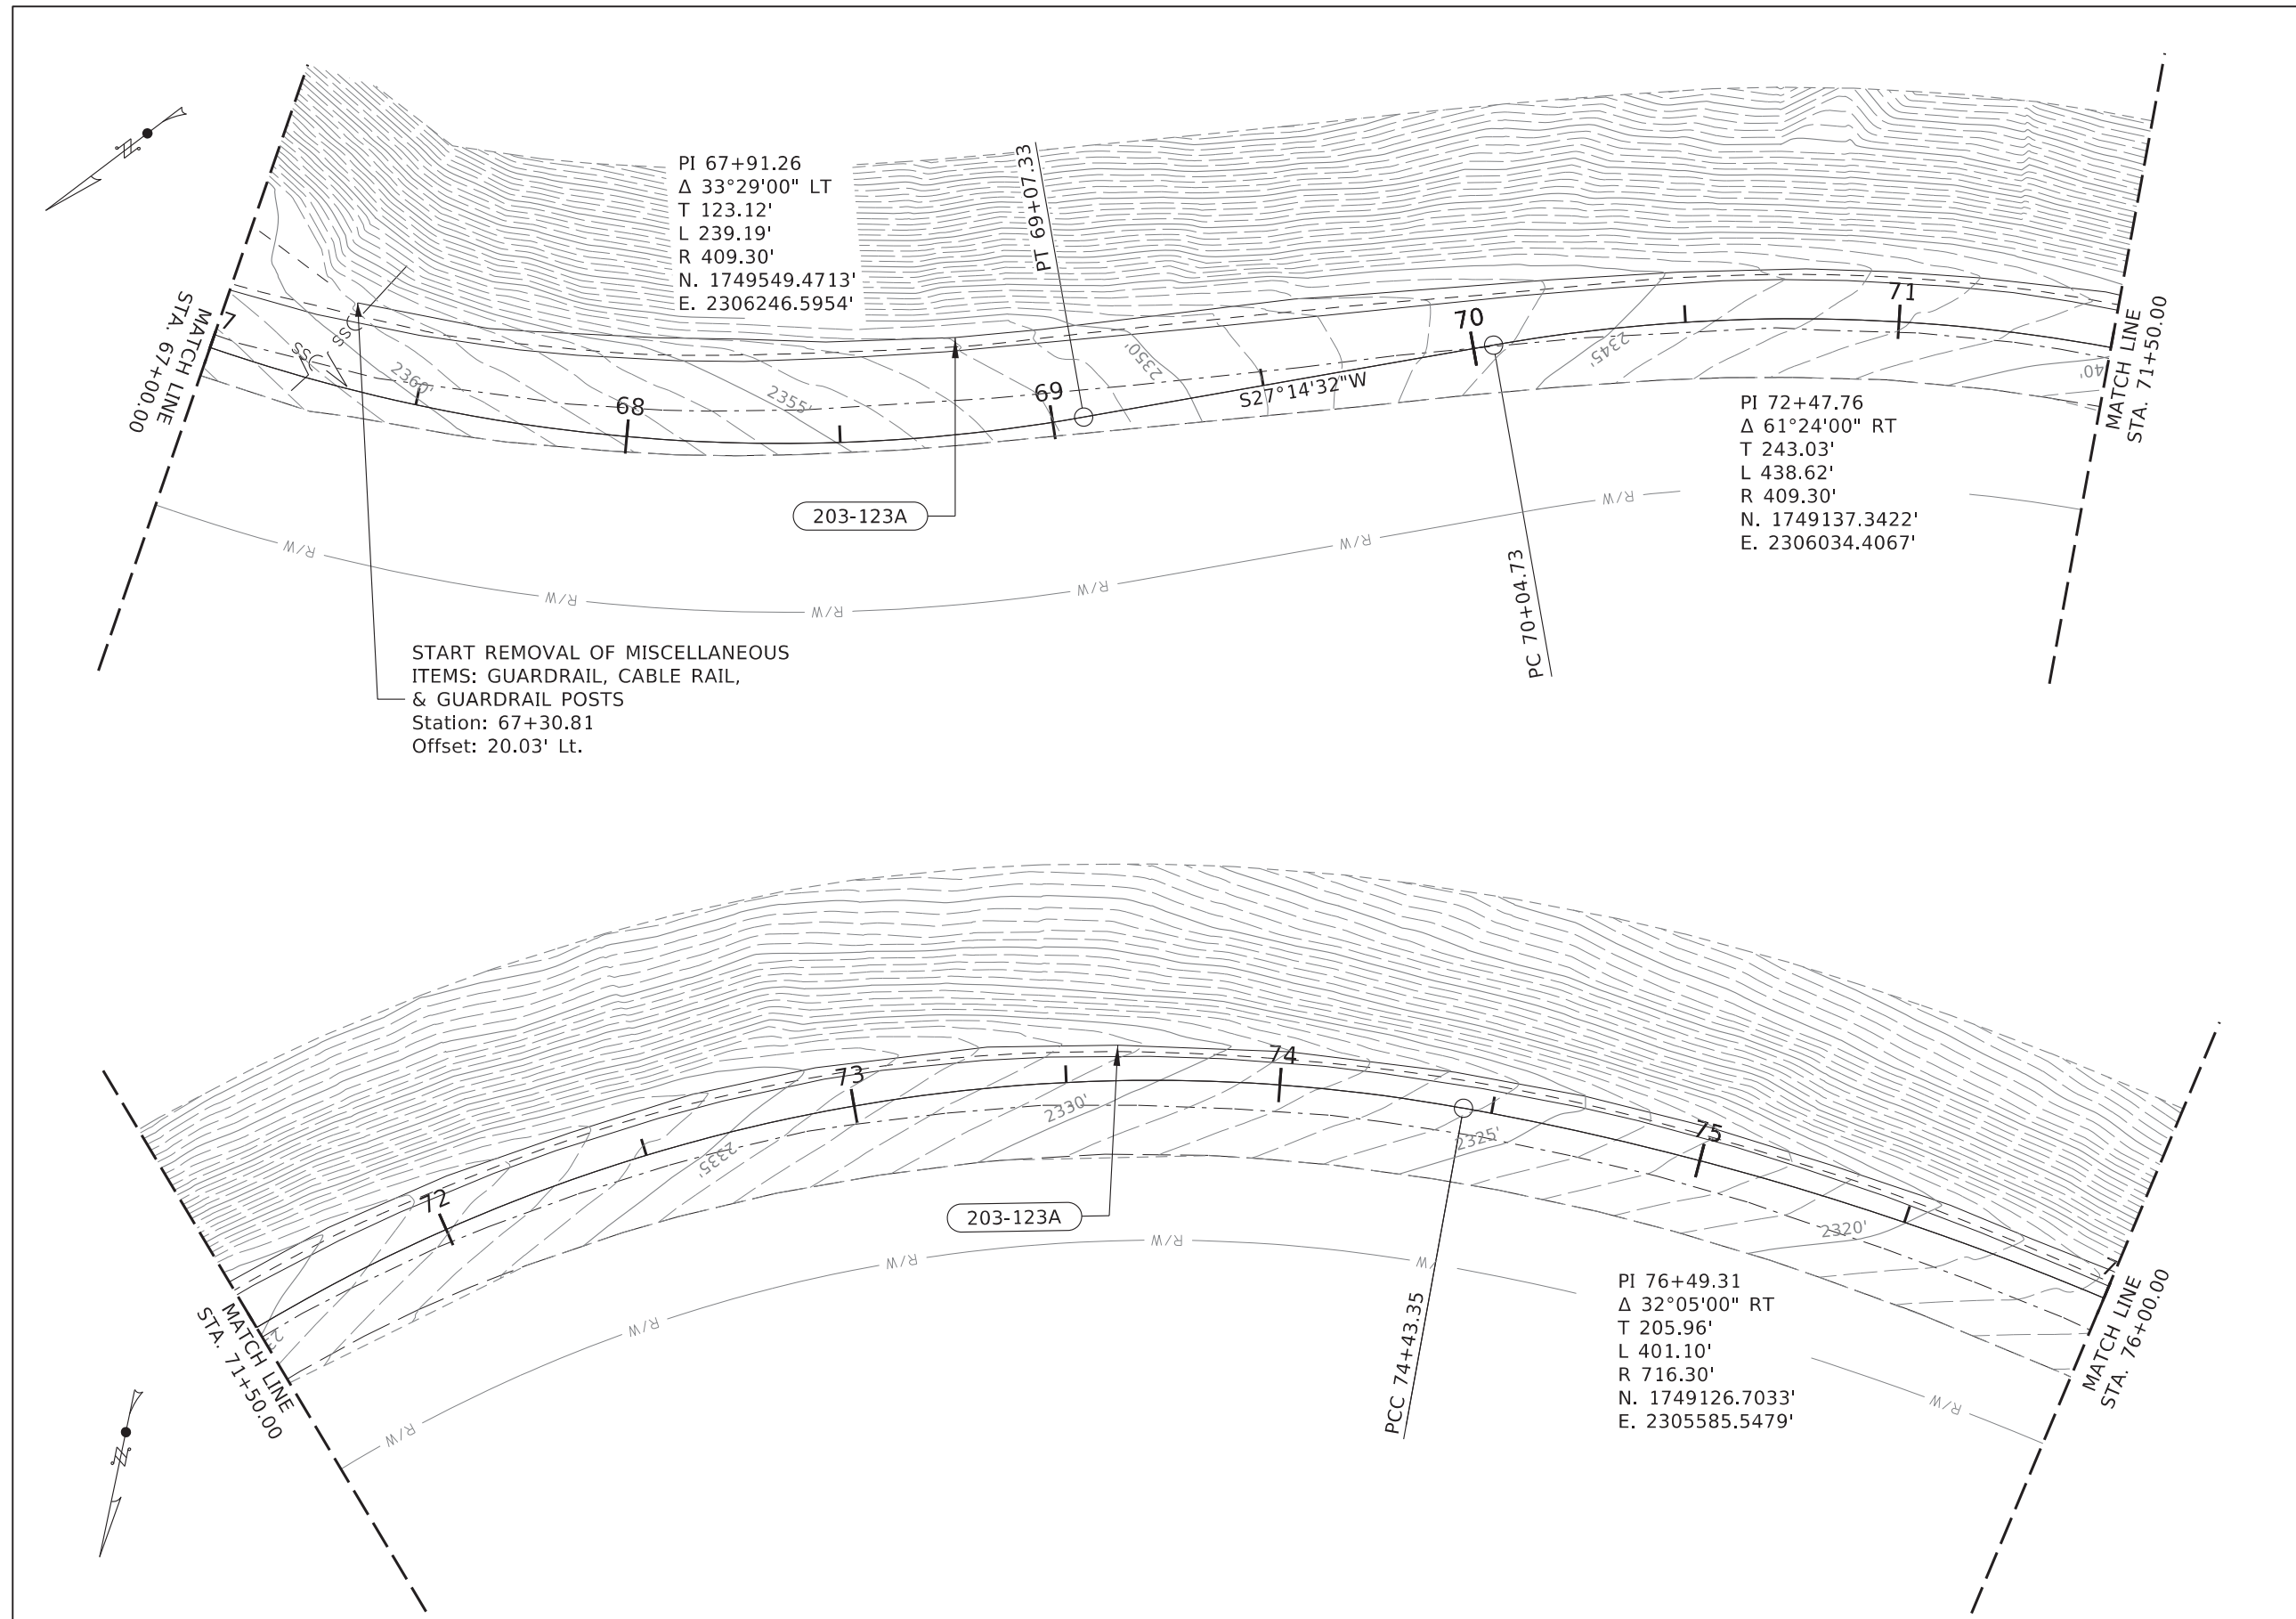 PI 67+91.26
Δ 33°29'00" LT
T 123.12'
L 239.19'
R 409.30'
N. 1749549.4713'
E. 2306246.5954'
PT 69+07.33
MATCH LINE
STA. 67+00.00
7
SS
SS
2360'
68
2355'
69
2350'
S27°14'32"W
70
2345'
71
40'
MATCH LINE
STA. 71+50.00
PI 72+47.76
Δ 61°24'00" RT
T 243.03'
L 438.62'
R 409.30'
N. 1749137.3422'
E. 2306034.4067'
203-123A
PC 70+04.73
R/W
R/W
R/W
R/W
R/W
R/W
START REMOVAL OF MISCELLANEOUS
ITEMS: GUARDRAIL, CABLE RAIL,
& GUARDRAIL POSTS
Station: 67+30.81
Offset: 20.03' Lt.
N
72
2335'
73
2330'
74
2325'
75
2320'
7
MATCH LINE
STA. 71+50.00
203-123A
PCC 74+43.35
R/W
R/W
R/W
R/W
W
R/W
PI 76+49.31
Δ 32°05'00" RT
T 205.96'
L 401.10'
R 716.30'
N. 1749126.7033'
E. 2305585.5479'
MATCH LINE
STA. 76+00.00
N